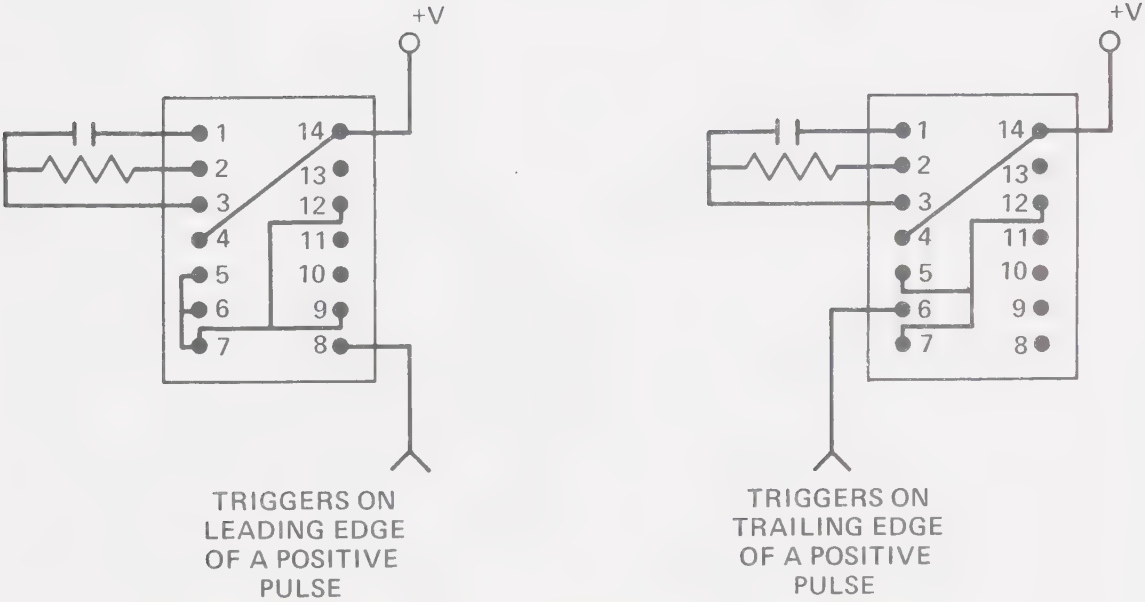 +V
1 14
2 13
3 12
4 11
5 10
6 9
7 8
TRIGGERS ON
LEADING EDGE
OF A POSITIVE
PULSE
+V
1 14
2 13
3 12
4 11
5 10
6 9
7 8
TRIGGERS ON
TRAILING EDGE
OF A POSITIVE
PULSE